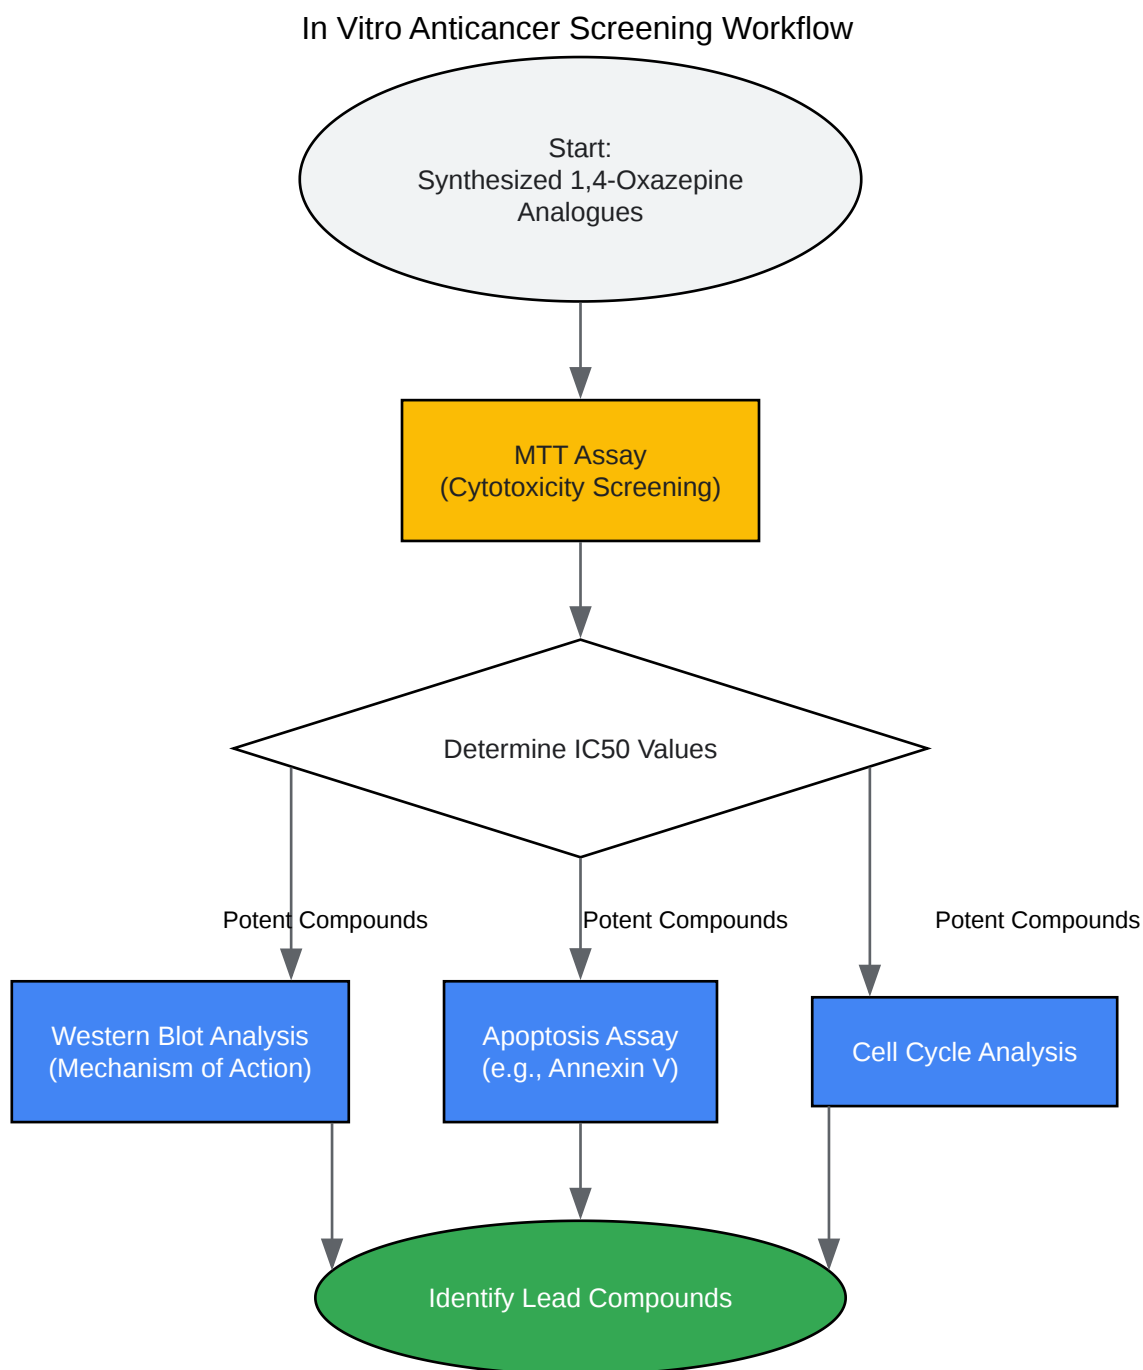 In Vitro Anticancer Screening Workflow
Start:
Synthesized 1,4-Oxazepine
Analogues
MTT Assay
(Cytotoxicity Screening)
Determine IC50 Values
Potent Compounds
Potent Compounds
Potent Compounds
Western Blot Analysis
(Mechanism of Action)
Apoptosis Assay
(e.g., Annexin V)
Cell Cycle Analysis
Identify Lead Compounds